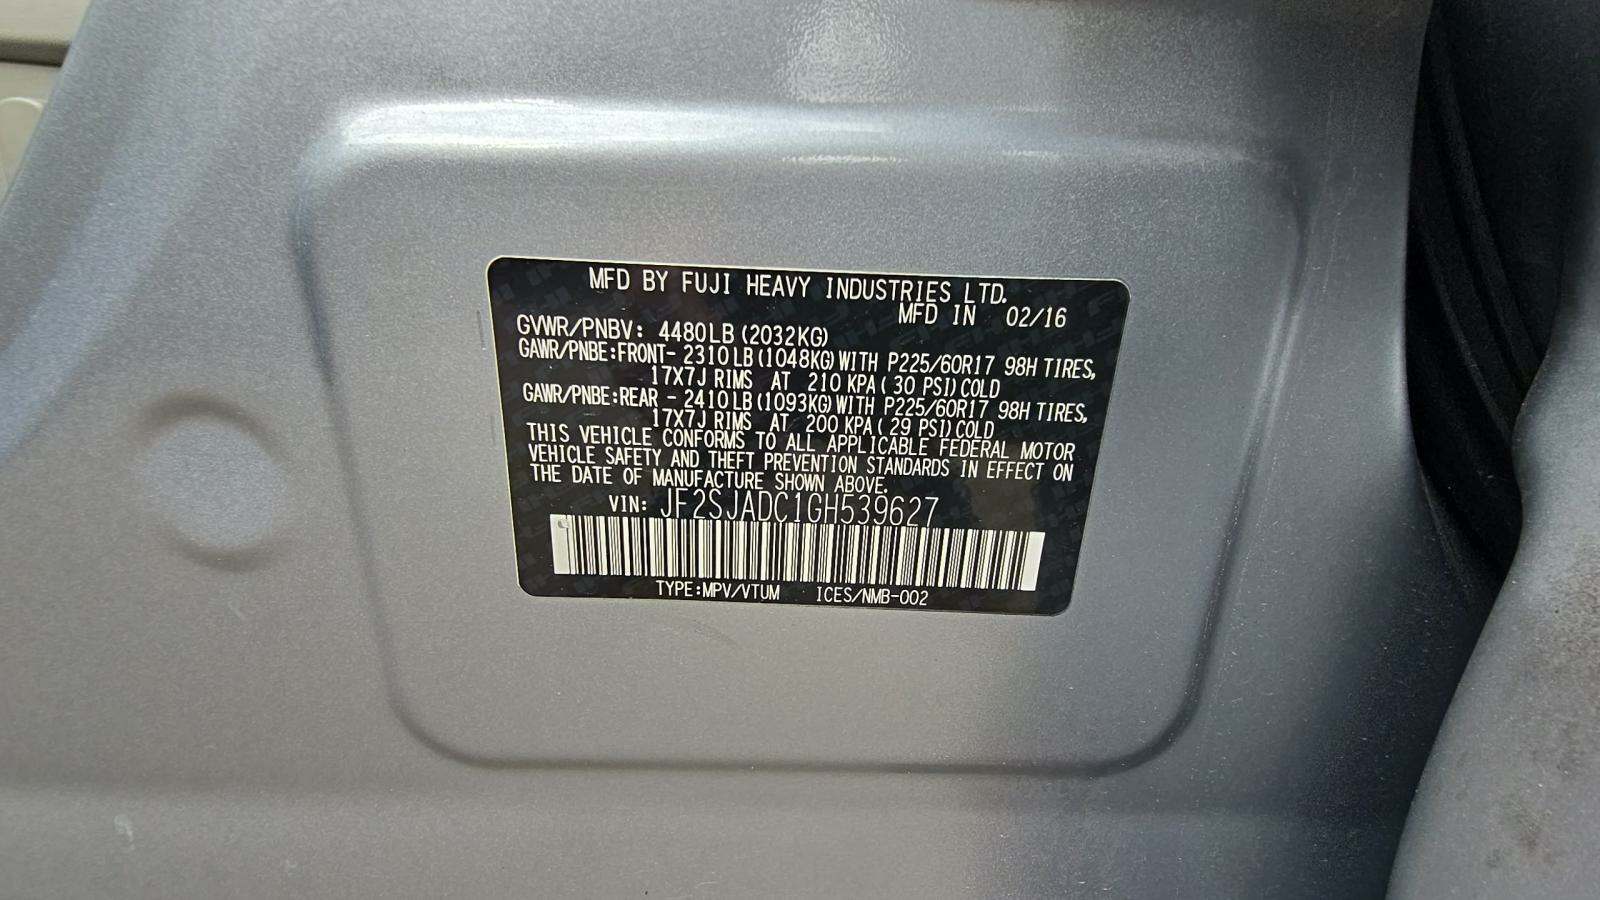 MFD BY FUJI HEAVY INDUSTRIES LTD.
MFD IN 02/16
GVWR/PNBV: 4480LB(2032KG)
GAWR/PNBE:FRONT- 2310LB(1048KG)WITH P225/60R17 98H TIRES,
17X7J RIMS AT 210 KPA( 30 PSI)COLD
GAWR/PNBE:REAR - 2410LB(1093KG)WITH P225/60R17 98H TIRES,
17X7J RIMS AT 200 KPA( 29 PSI)COLD
THIS VEHICLE CONFORMS TO ALL APPLICABLE FEDERAL MOTOR
VEHICLE SAFETY AND THEFT PREVENTION STANDARDS IN EFFECT ON
THE DATE OF MANUFACTURE SHOWN ABOVE.
VIN: JF2SJADC1GH539627
TYPE:MPV/VTUM ICES/NMB-002